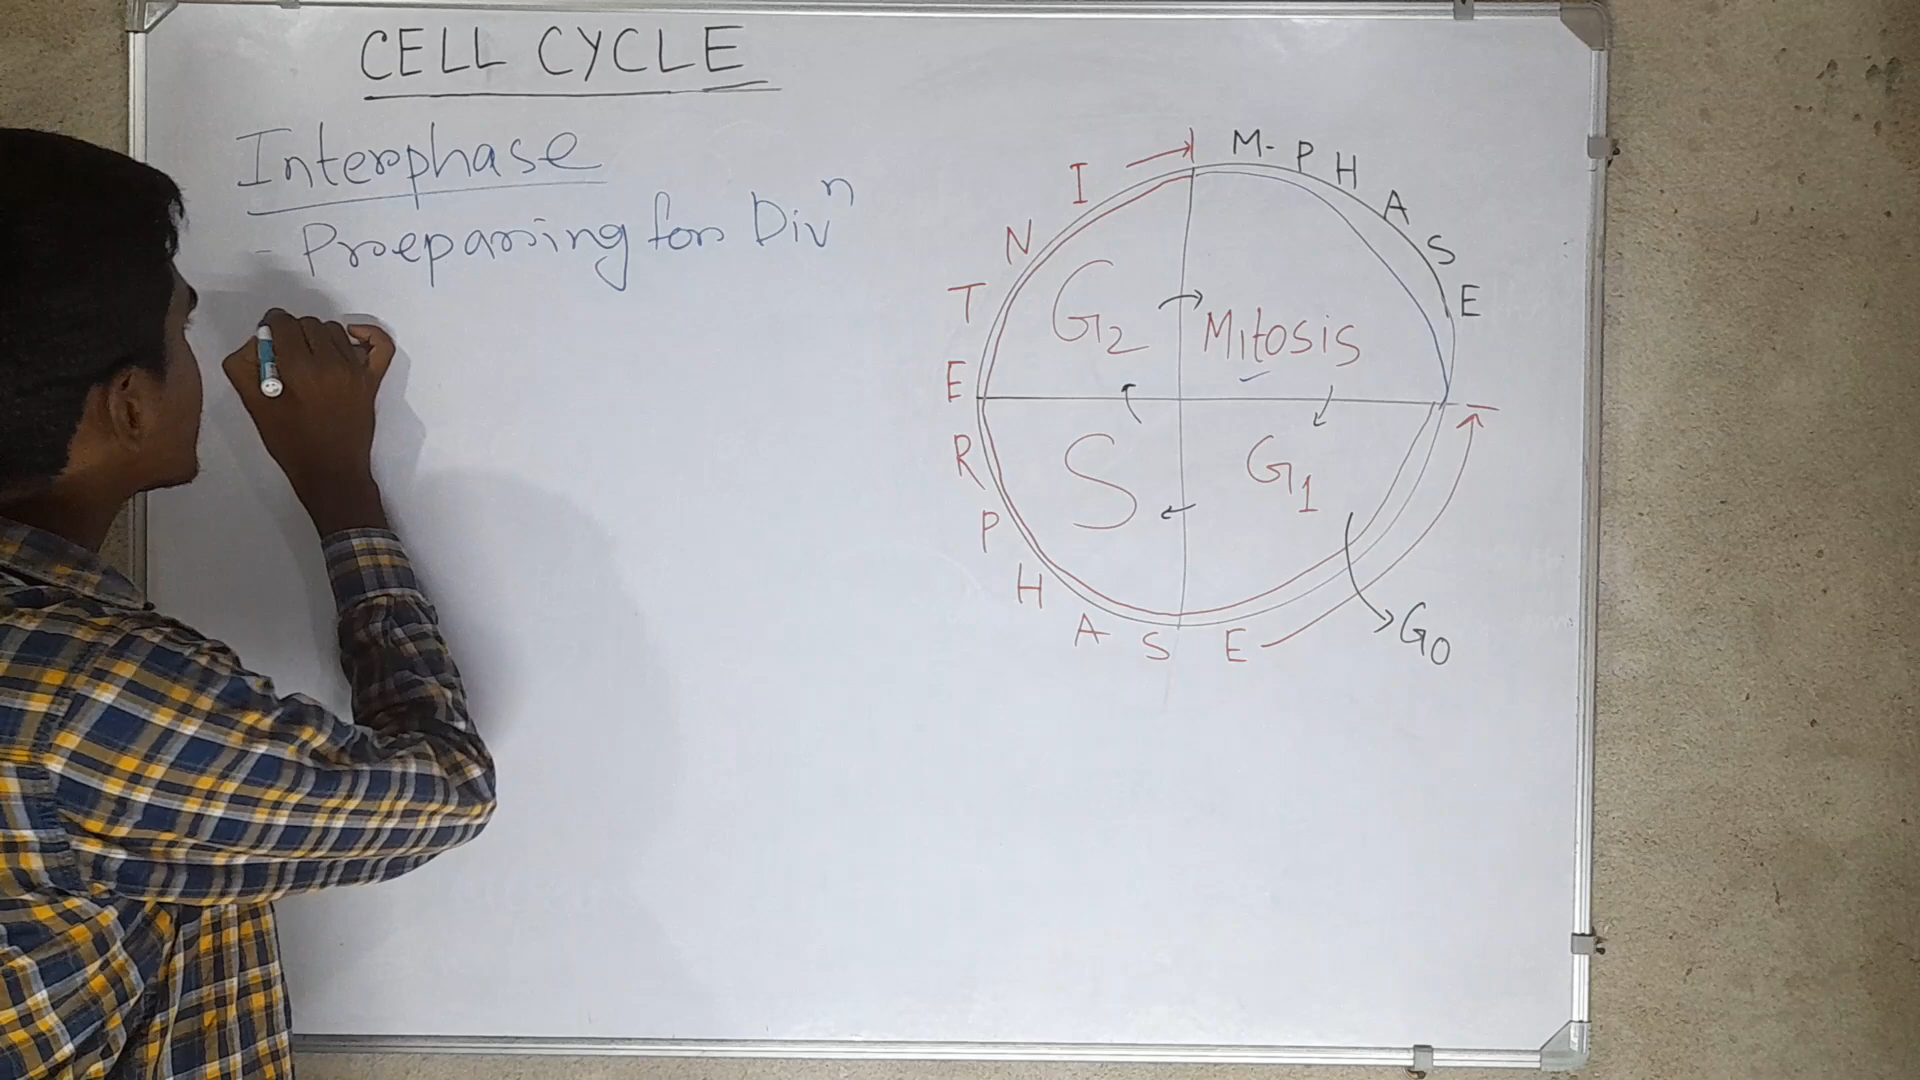 CELL CYCLE
Interphase
- Preparing for Divⁿ
INTERPHASE
M-PHASE
G₂
Mitosis
S
G₁
G₀